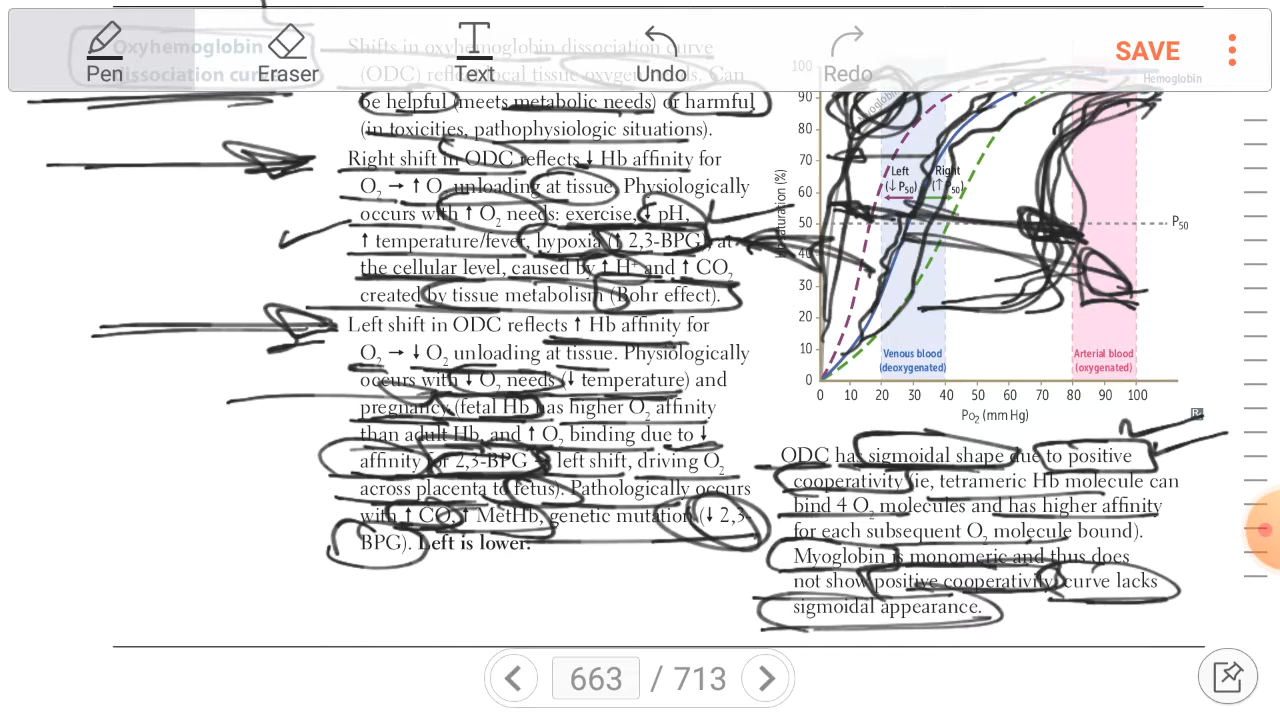 Pen
Eraser
Text
Undo
Redo
SAVE
Oxyhemoglobin
dissociation curve
Shifts in oxyhemoglobin dissociation curve
(ODC) reflect local tissue oxygen needs. Can
be helpful (meets metabolic needs) or harmful
(in toxicities, pathophysiologic situations).
Right shift in ODC reflects ↓ Hb affinity for
O2 → ↑ O2 unloading at tissue. Physiologically
occurs with ↑ O2 needs: exercise, ↓ pH,
↑ temperature/fever, hypoxia (↑ 2,3-BPG); at
the cellular level, caused by ↑ H+ and ↑ CO2
created by tissue metabolism (Bohr effect).
Left shift in ODC reflects ↑ Hb affinity for
O2 → ↓ O2 unloading at tissue. Physiologically
occurs with ↓ O2 needs (↓ temperature) and
pregnancy (fetal Hb has higher O2 affinity
than adult Hb, and ↑ O2 binding due to ↓
affinity for 2,3-BPG → left shift, driving O2
across placenta to fetus). Pathologically occurs
with ↑ CO, ↑ MetHb, genetic mutation (↓ 2,3-
BPG). Left is lower.
100
90
80
70
60
50
40
30
20
10
0
Hemoglobin
Left
(↓ P50)
Right
(↑ P50)
P50
Venous blood
(deoxygenated)
Arterial blood
(oxygenated)
0 10 20 30 40 50 60 70 80 90 100
PO2 (mm Hg)
ODC has sigmoidal shape due to positive
cooperativity (ie, tetrameric Hb molecule can
bind 4 O2 molecules and has higher affinity
for each subsequent O2 molecule bound).
Myoglobin is monomeric and thus does
not show positive cooperativity; curve lacks
sigmoidal appearance.
663 / 713